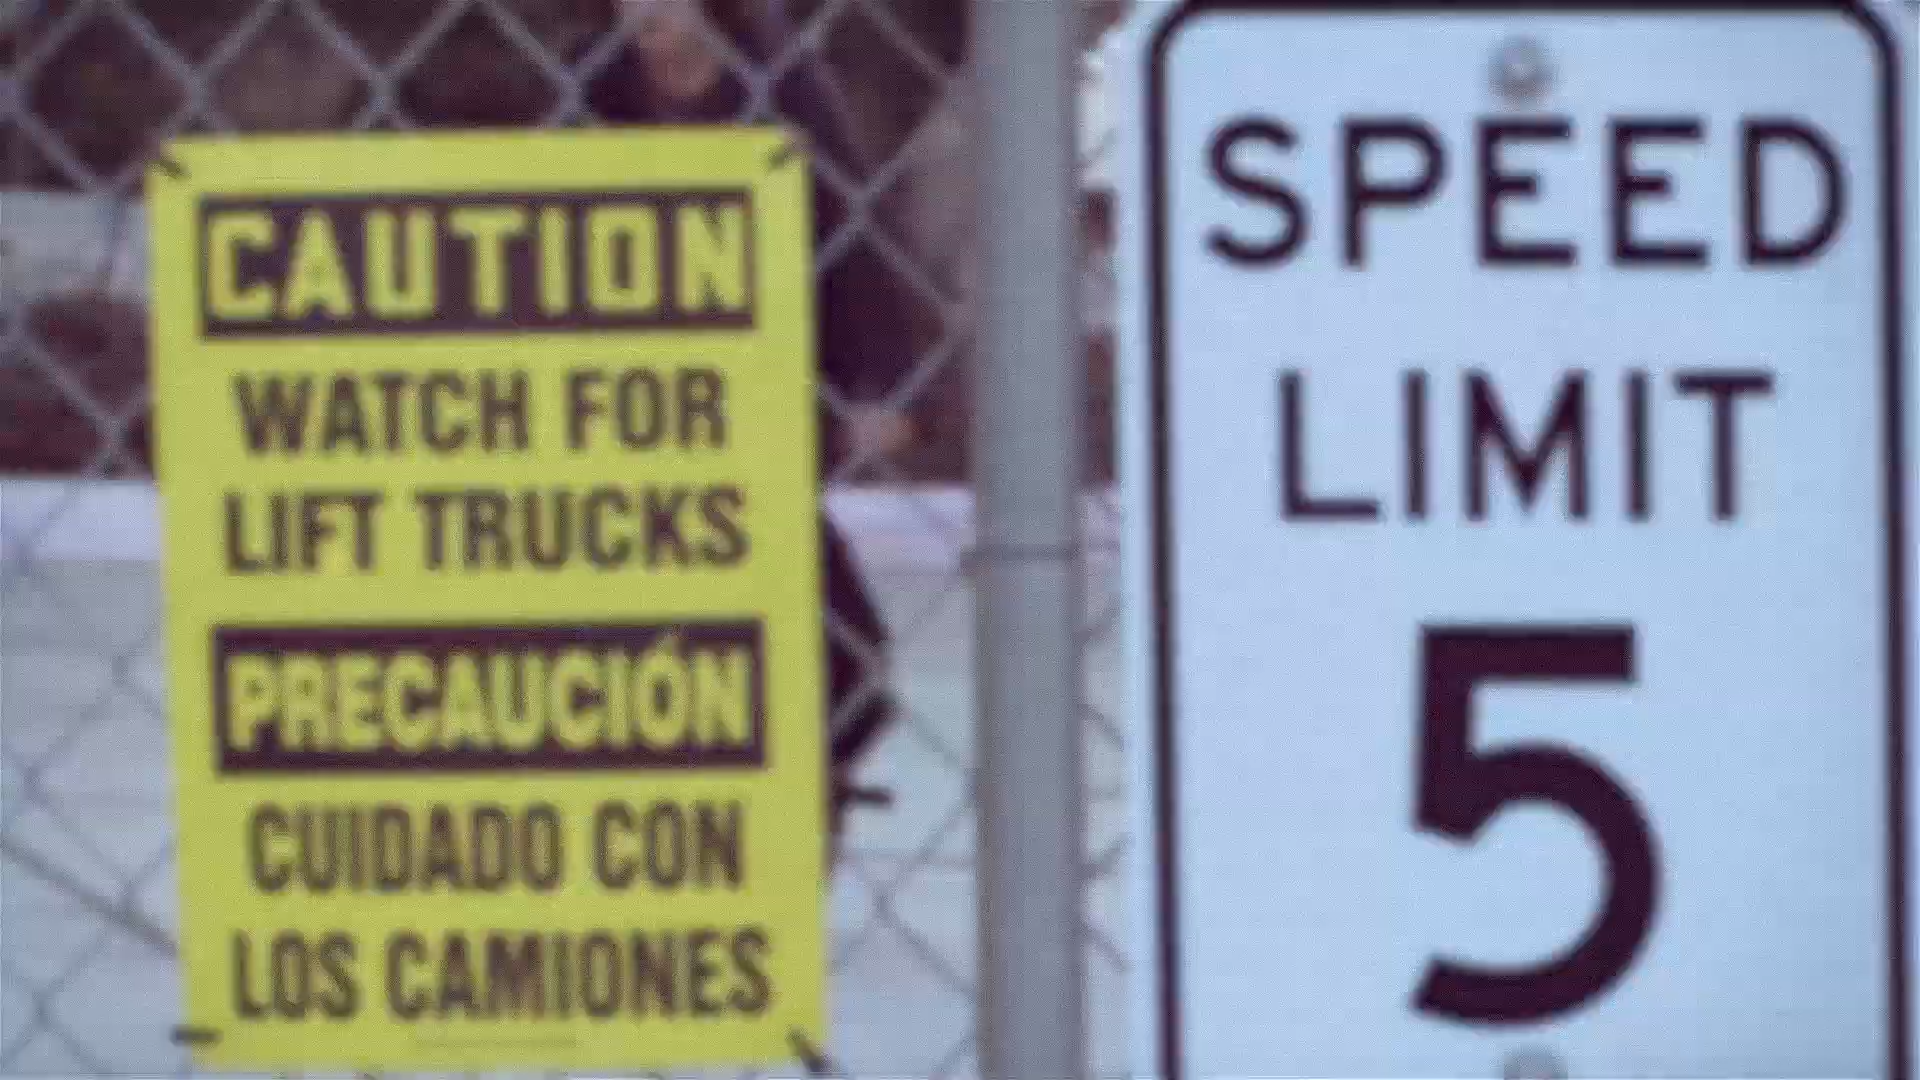 CAUTION
WATCH FOR
LIFT TRUCKS
PRECAUCIÓN
CUIDADO CON
LOS CAMIONES
SPEED
LIMIT
5